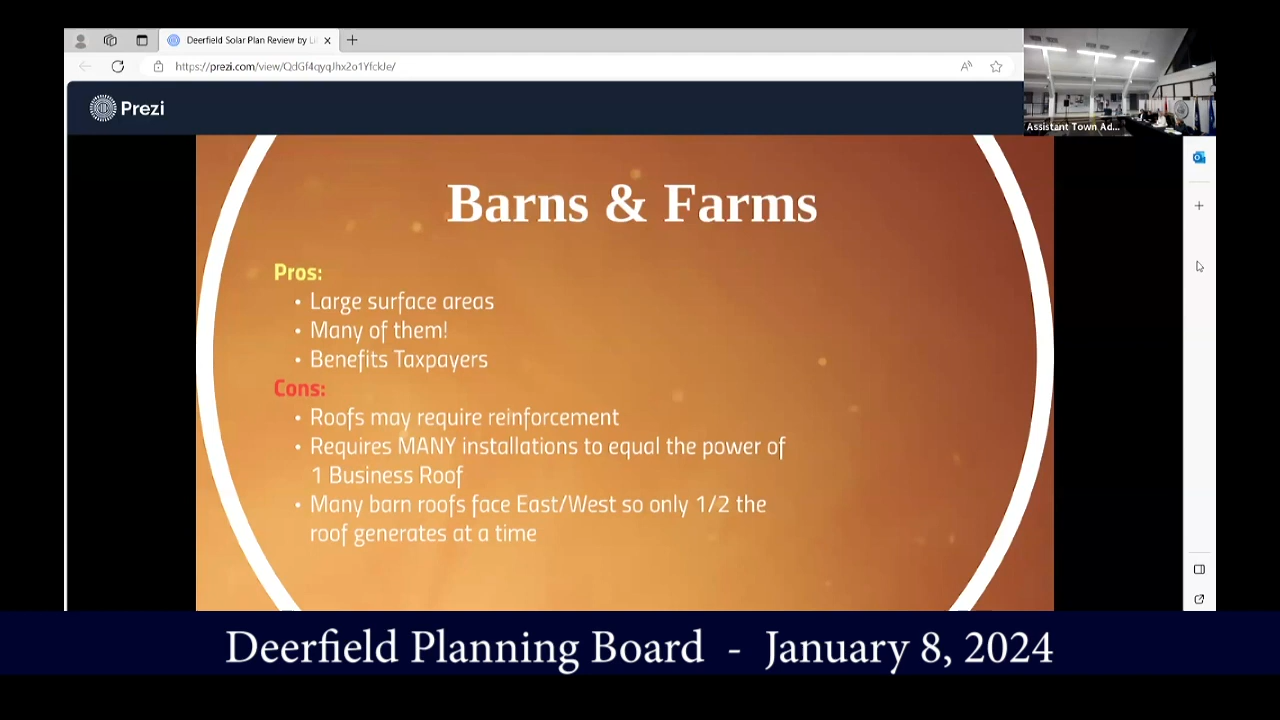 Deerfield Solar Plan Review by
https://prezi.com/view/QdGf4qyqJhx2o1YfckJe/
Prezi
Assistant Town Ad...
Barns & Farms
Pros:
• Large surface areas
• Many of them!
• Benefits Taxpayers
Cons:
• Roofs may require reinforcement
• Requires MANY installations to equal the power of
1 Business Roof
• Many barn roofs face East/West so only 1/2 the
roof generates at a time
Deerfield Planning Board - January 8, 2024